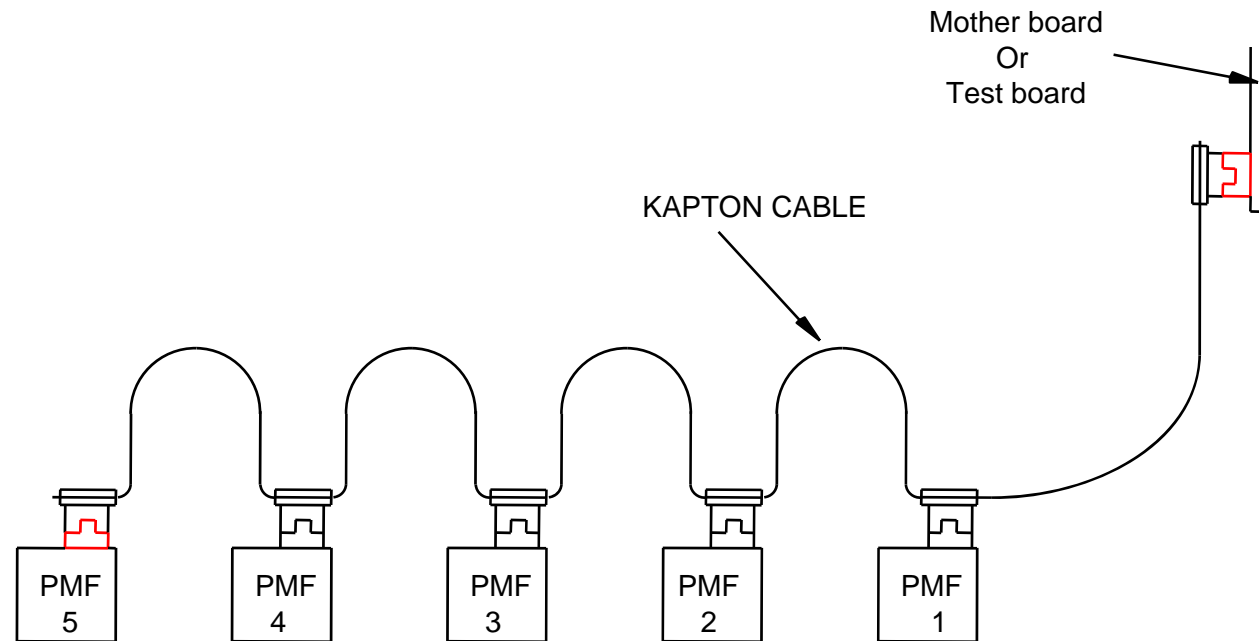 Mother board
Or
Test board
KAPTON CABLE
PMF
5
PMF
4
PMF
3
PMF
2
PMF
1